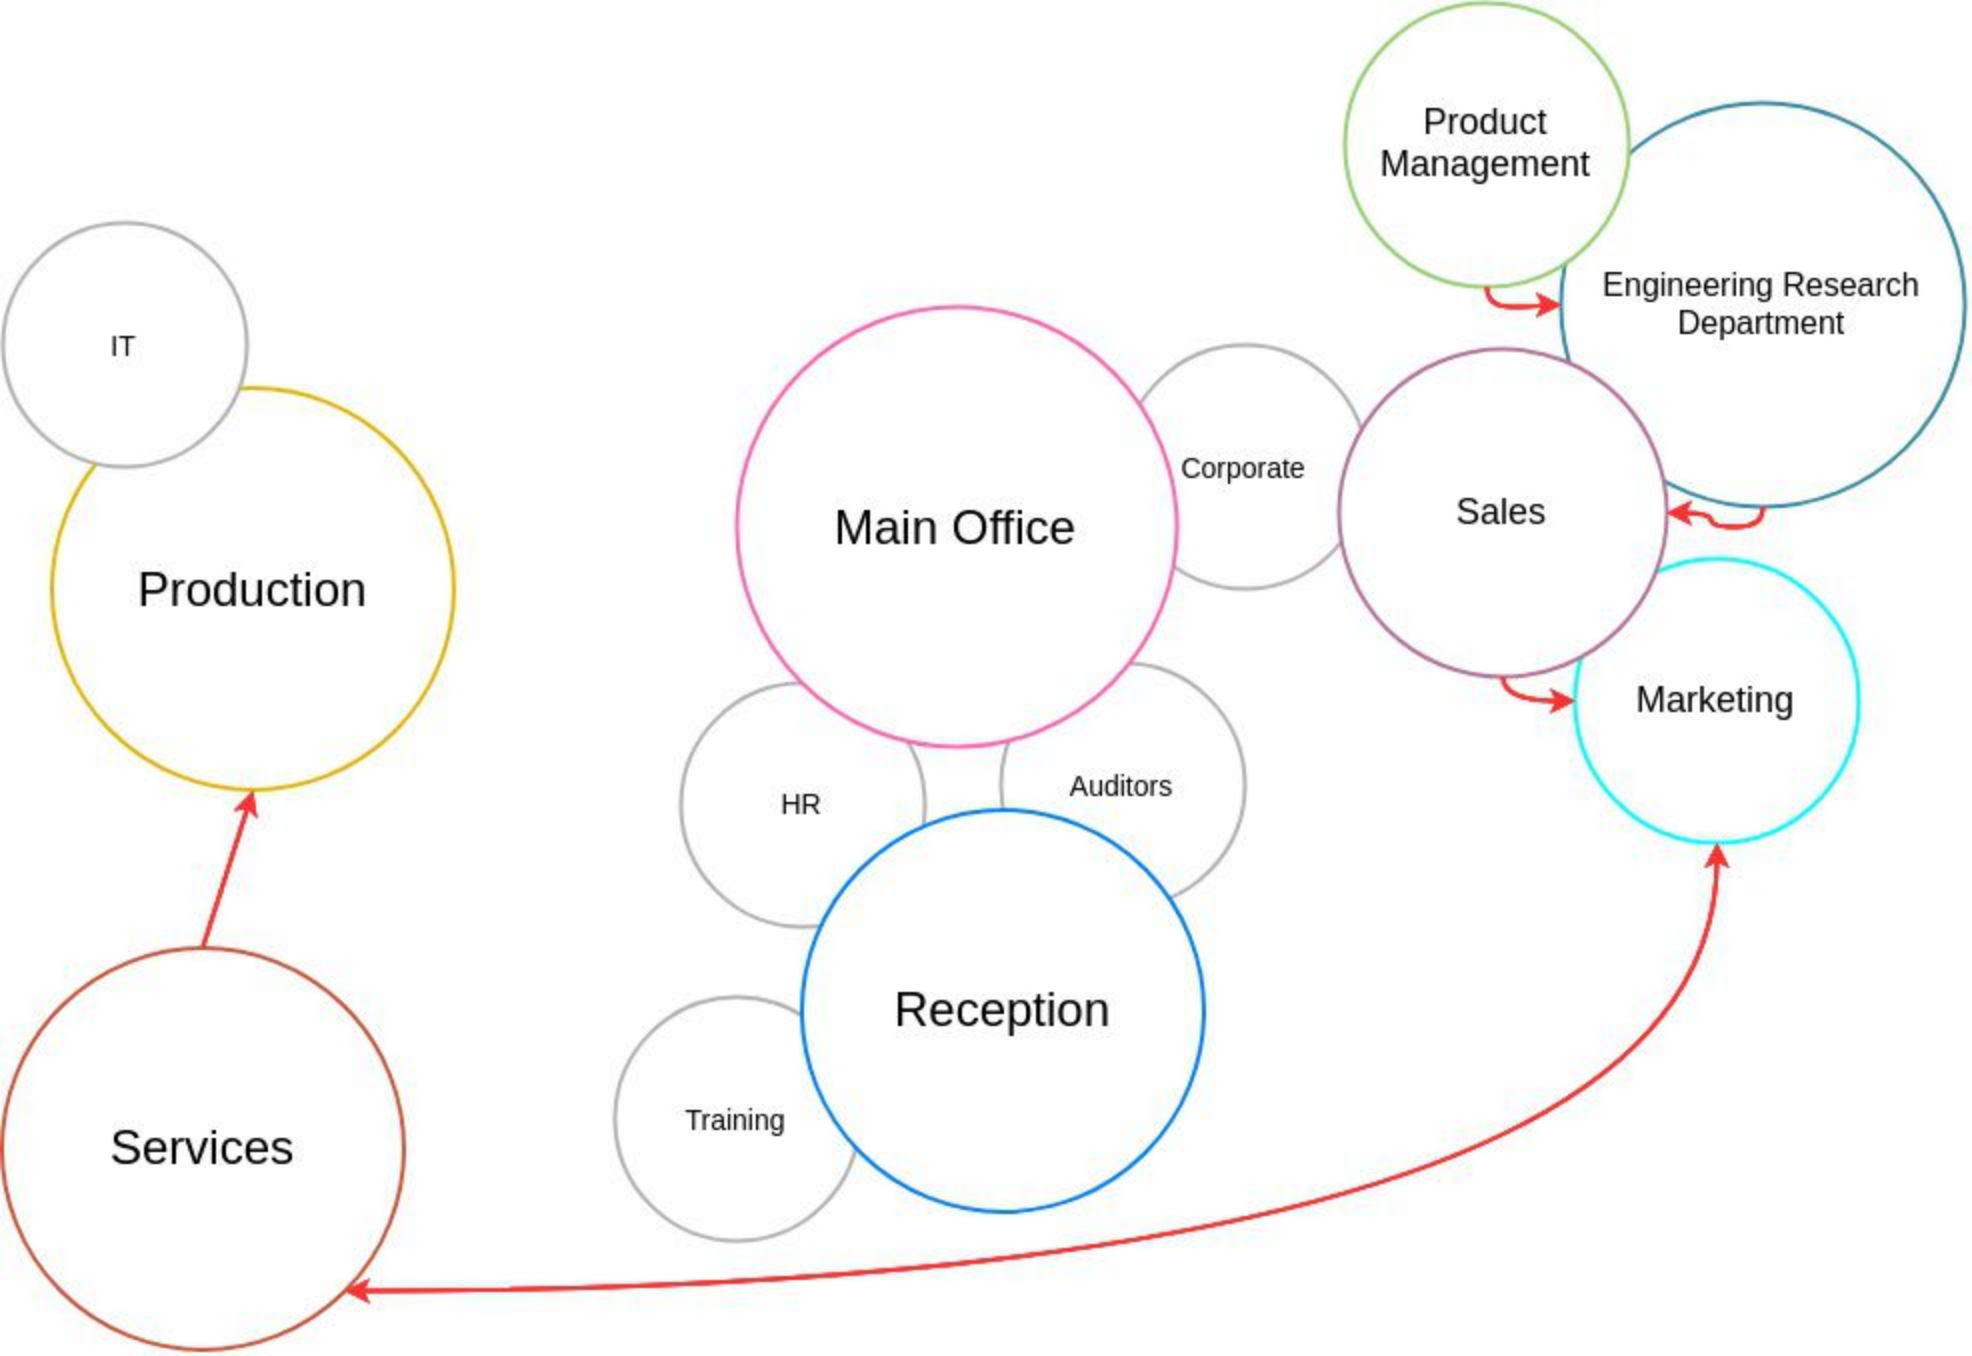 Product
Management
Engineering Research
Department
IT
Corporate
Sales
Main Office
Production
Marketing
HR
Auditors
Reception
Training
Services